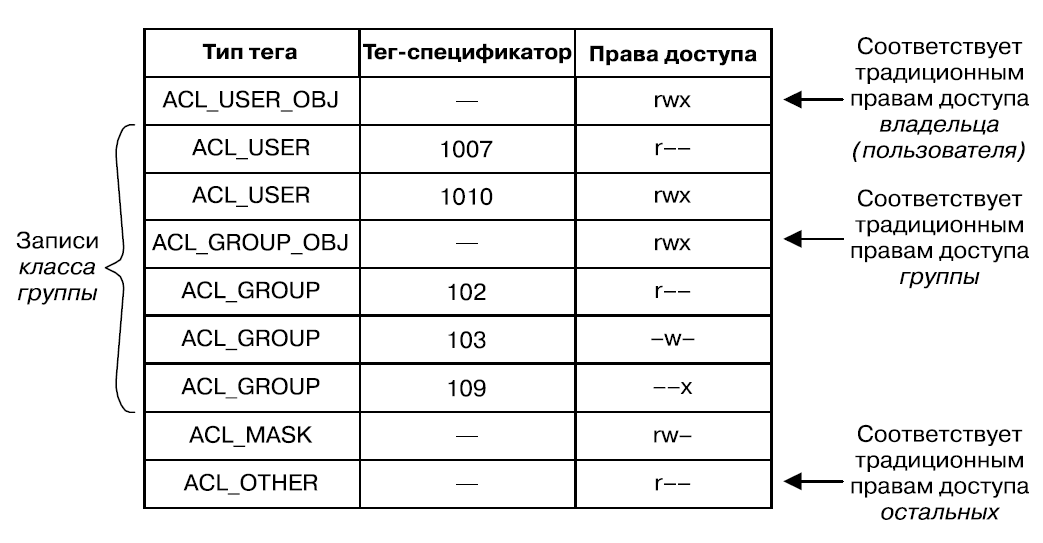 Тип тега Тег-спецификатор Права доступа
ACL_USER_OBJ — rwx
ACL_USER 1007 r−−
ACL_USER 1010 rwx
ACL_GROUP_OBJ — rwx
ACL_GROUP 102 r−−
ACL_GROUP 103 −w−
ACL_GROUP 109 −−x
ACL_MASK — rw−
ACL_OTHER — r−−
Записи
класса
группы
Соответствует
традиционным
правам доступа
владельца
(пользователя)
Соответствует
традиционным
правам доступа
группы
Соответствует
традиционным
правам доступа
остальных